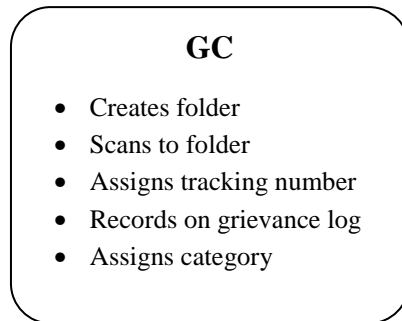 GC
• Creates folder
• Scans to folder
• Assigns tracking number
• Records on grievance log
• Assigns category